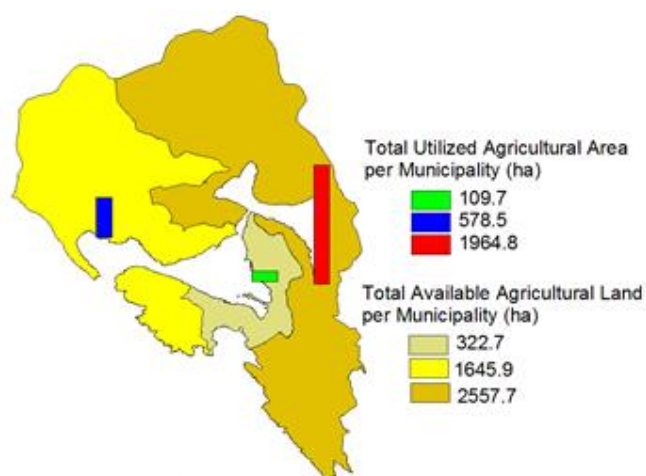 Total Utilized Agricultural Area
per Municipality (ha)
109.7
578.5
1964.8
Total Available Agricultural Land
per Municipality (ha)
322.7
1645.9
2557.7